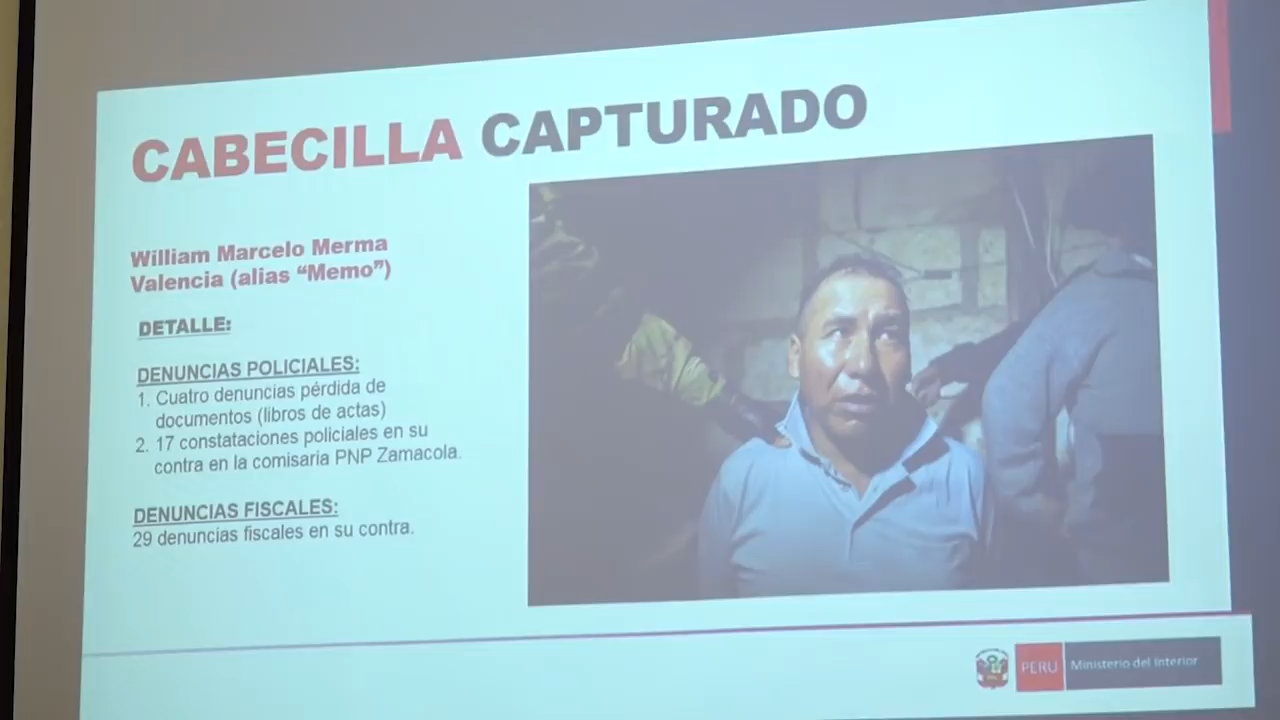 CABECILLA CAPTURADO
William Marcelo Merma
Valencia (alias “Memo”)
DETALLE:
DENUNCIAS POLICIALES:
1. Cuatro denuncias pérdida de
documentos (libros de actas)
2. 17 constataciones policiales en su
contra en la comisaria PNP Zamacola.
DENUNCIAS FISCALES:
29 denuncias fiscales en su contra.
PERÚ Ministerio del Interior